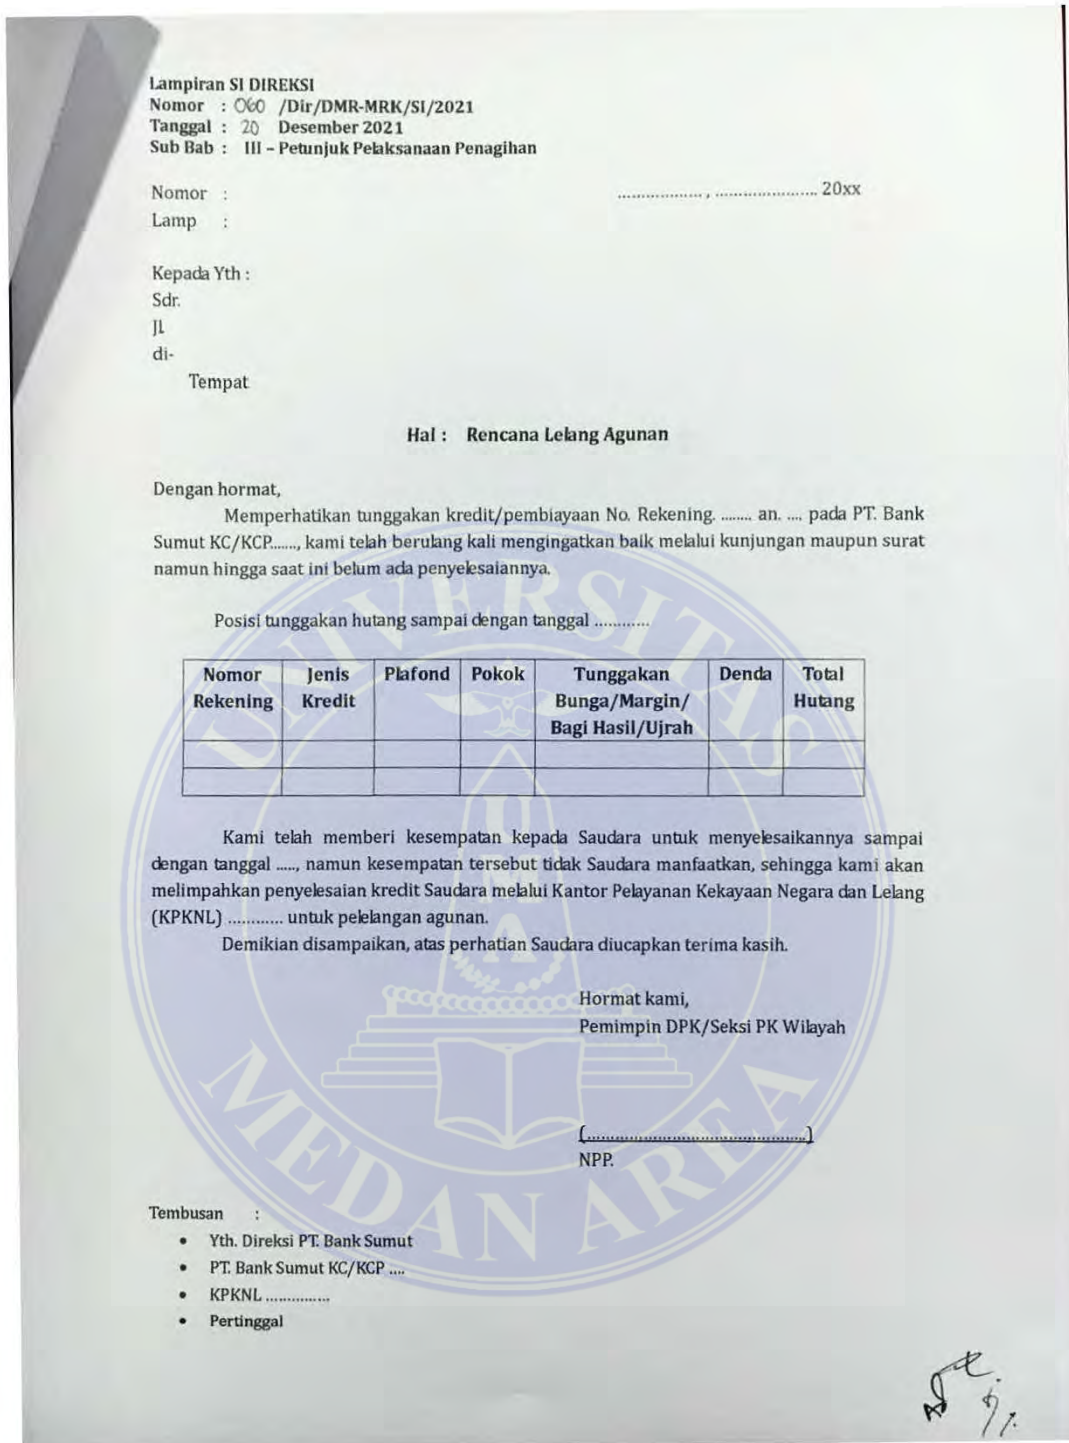 Lampiran SI DIREKSI
Nomor : 060 /Dir/DMR-MRK/SI/2021
Tanggal : 20 Desember 2021
Sub Bab : III – Petunjuk Pelaksanaan Penagihan
Nomor :
.................. , ...................... 20xx
Lamp :
Kepada Yth :
Sdr.
Jl
di-
Tempat
Hal : Rencana Lelang Agunan
Dengan hormat,
Memperhatikan tunggakan kredit/pembiayaan No. Rekening. ........ an. .... pada PT. Bank
Sumut KC/KCP......., kami telah berulang kali mengingatkan baik melalui kunjungan maupun surat
namun hingga saat ini belum ada penyelesaiannya.
Posisi tunggakan hutang sampai dengan tanggal ............
Nomor Rekening | Jenis Kredit | Plafond | Pokok | Tunggakan Bunga/Margin/ Bagi Hasil/Ujrah | Denda | Total Hutang
Kami telah memberi kesempatan kepada Saudara untuk menyelesaikannya sampai
dengan tanggal ....., namun kesempatan tersebut tidak Saudara manfaatkan, sehingga kami akan
melimpahkan penyelesaian kredit Saudara melalui Kantor Pelayanan Kekayaan Negara dan Lelang
(KPKNL) ............ untuk pelelangan agunan.
Demikian disampaikan, atas perhatian Saudara diucapkan terima kasih.
Hormat kami,
Pemimpin DPK/Seksi PK Wilayah
(...............................................)
NPP.
Tembusan :
• Yth. Direksi PT. Bank Sumut
• PT. Bank Sumut KC/KCP ....
• KPKNL ...............
• Pertinggal
UNIVERSITAS
UMA
MEDAN AREA